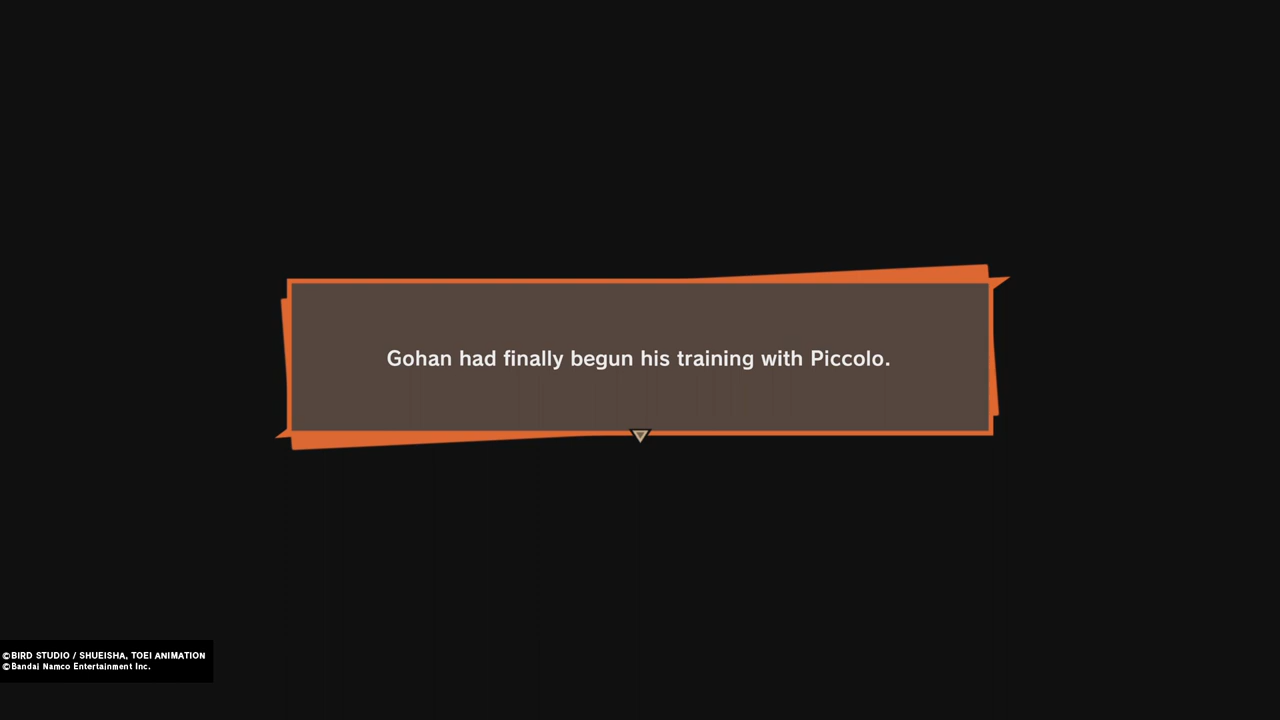 Gohan had finally begun his training with Piccolo.
©BIRD STUDIO / SHUEISHA, TOEI ANIMATION
©Bandai Namco Entertainment Inc.